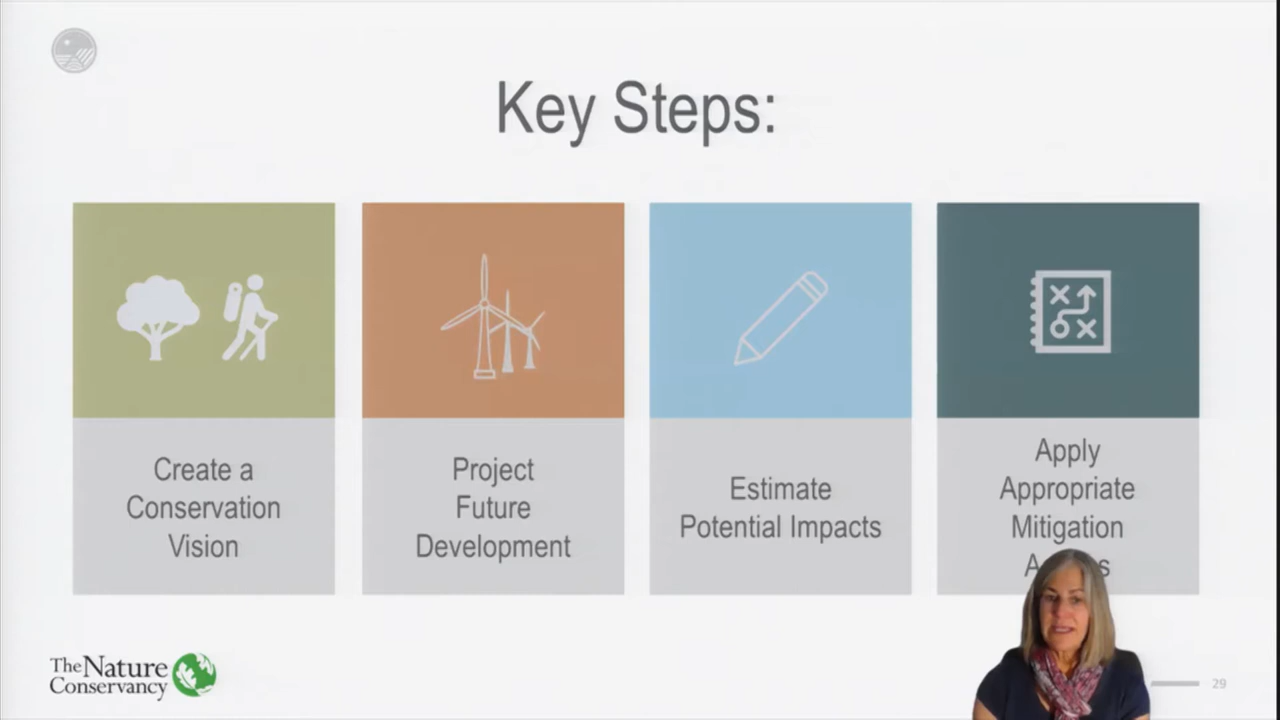 Key Steps:
Create a
Conservation
Vision
Project
Future
Development
Estimate
Potential Impacts
Apply
Appropriate
Mitigation
The Nature
Conservancy
29